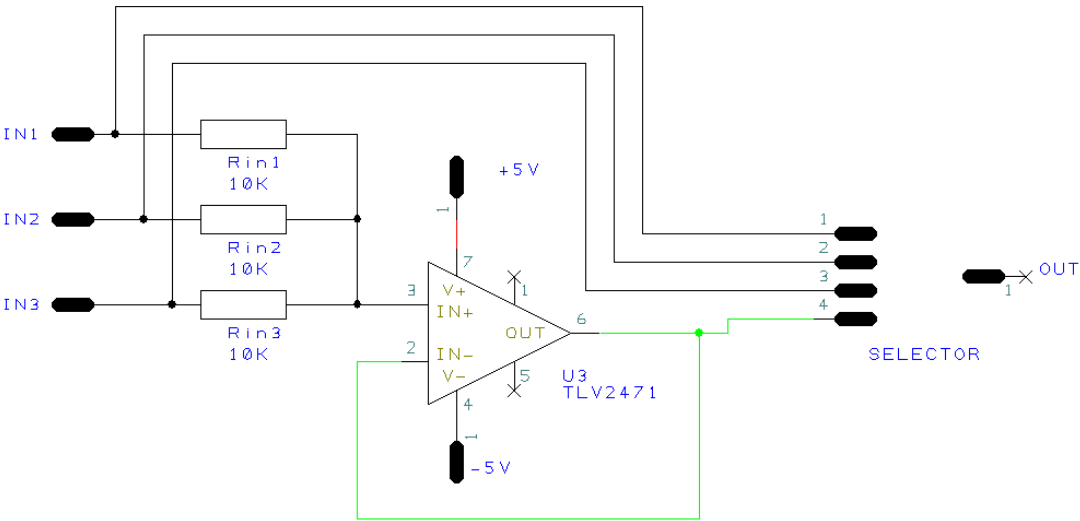 IN1
Rin1
10K
IN2
Rin2
10K
IN3
Rin3
10K
+5V
1
7
V+
3
IN+
1
OUT
6
2
IN-
V-
5
4
U3
TLV2471
1
-5V
1
2
3
4
SELECTOR
OUT
1